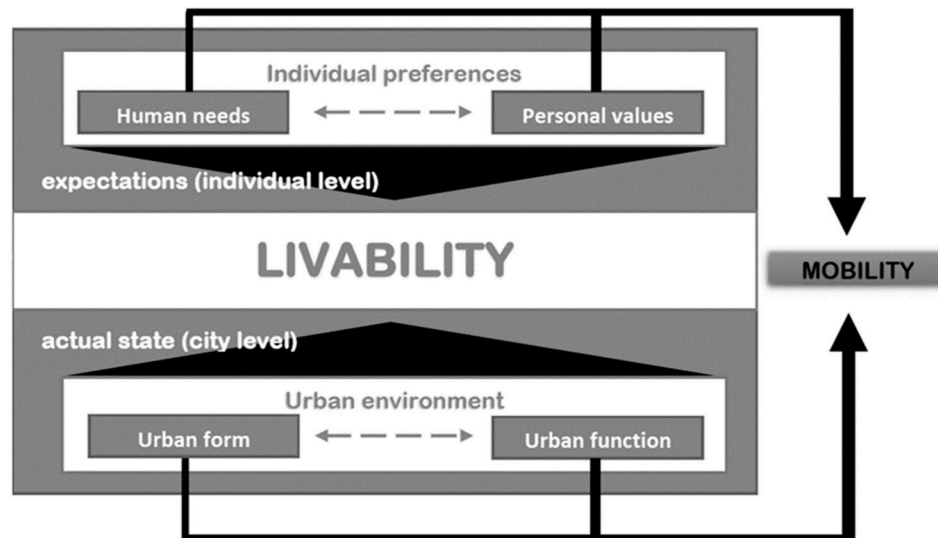 Individual preferences
Human needs
Personal values
expectations (individual level)
LIVABILITY
MOBILITY
actual state (city level)
Urban environment
Urban form
Urban function